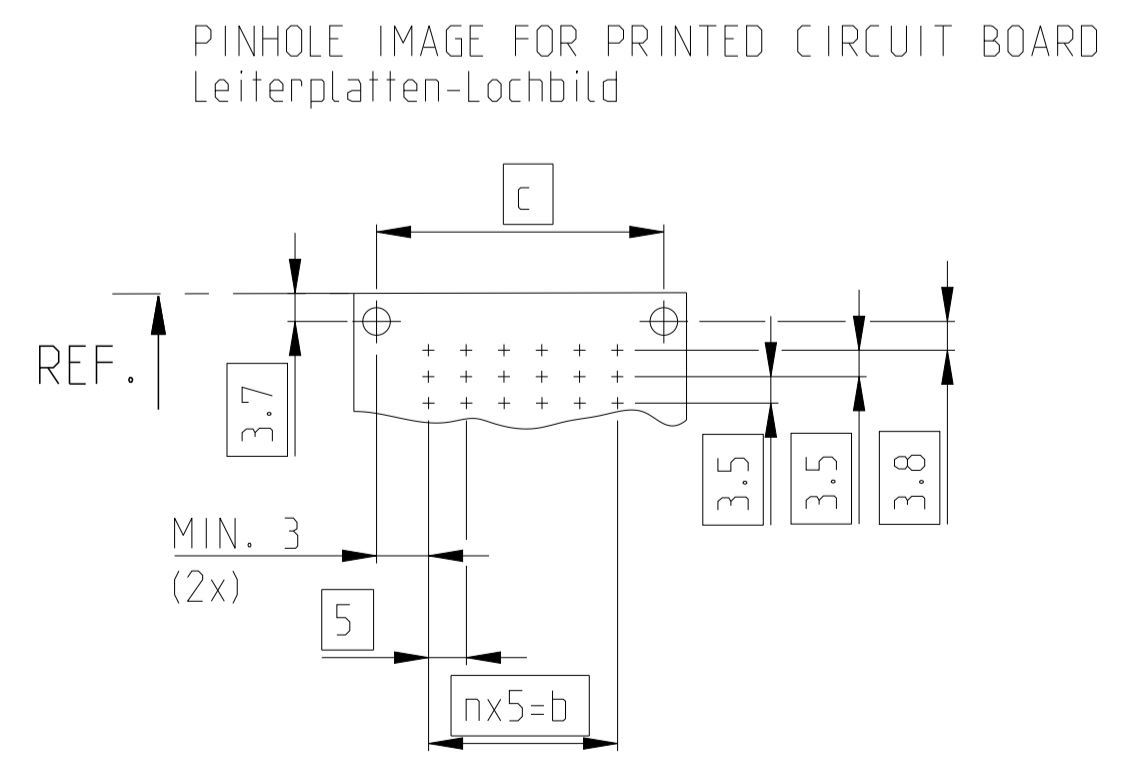 PINHOLE IMAGE FOR PRINTED CIRCUIT BOARD
Leiterplatten-Lochbild
c
REF.
3.7
3.5
3.5
3.8
MIN. 3
(2x)
5
nx5=b